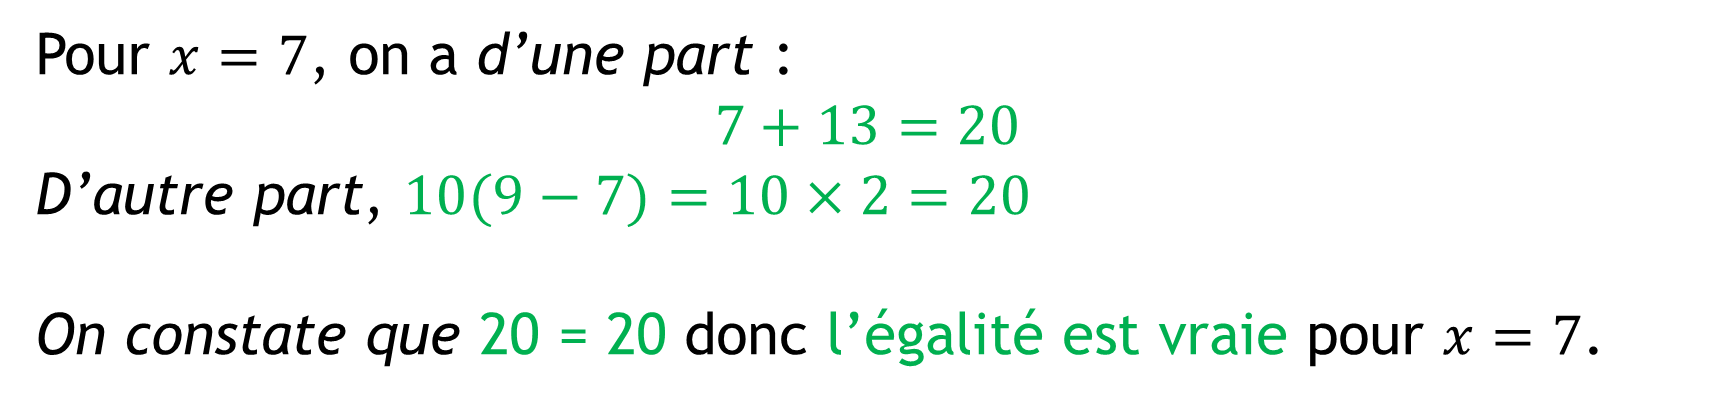 Pour x = 7, on a d’une part :
7 + 13 = 20
D’autre part, 10(9 − 7) = 10 × 2 = 20
On constate que 20 = 20 donc l’égalité est vraie pour x = 7.